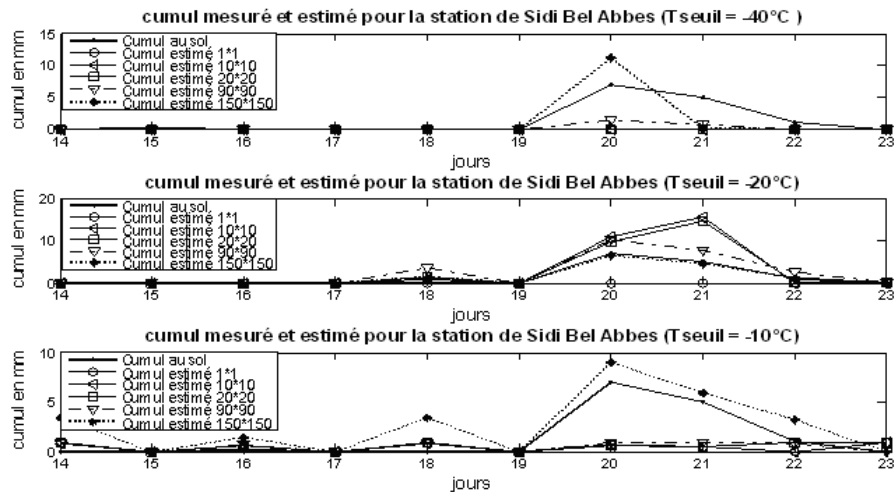 cumul mesuré et estimé pour la station de Sidi Bel Abbes (Tseuil = -40°C )
15
10
5
0
cumul en mm
Cumul au sol
Cumul estimé 1*1
Cumul estimé 10*10
Cumul estimé 20*20
Cumul estimé 90*90
Cumul estimé 150*150
14 15 16 17 18 19 20 21 22 23
jours
cumul mesuré et estimé pour la station de Sidi Bel Abbes (Tseuil = -20°C)
20
10
0
cumul en mm
Cumul au sol
Cumul estimé 1*1
Cumul estimé 10*10
Cumul estimé 20*20
Cumul estimé 90*90
Cumul estimé 150*150
14 15 16 17 18 19 20 21 22 23
jours
cumul mesuré et estimé pour la station de Sidi Bel Abbes (Tseuil = -10°C)
10
5
0
cumul en mm
Cumul au sol
Cumul estimé 1*1
Cumul estimé 10*10
Cumul estimé 20*20
Cumul estimé 90*90
Cumul estimé 150*150
14 15 16 17 18 19 20 21 22 23
jours